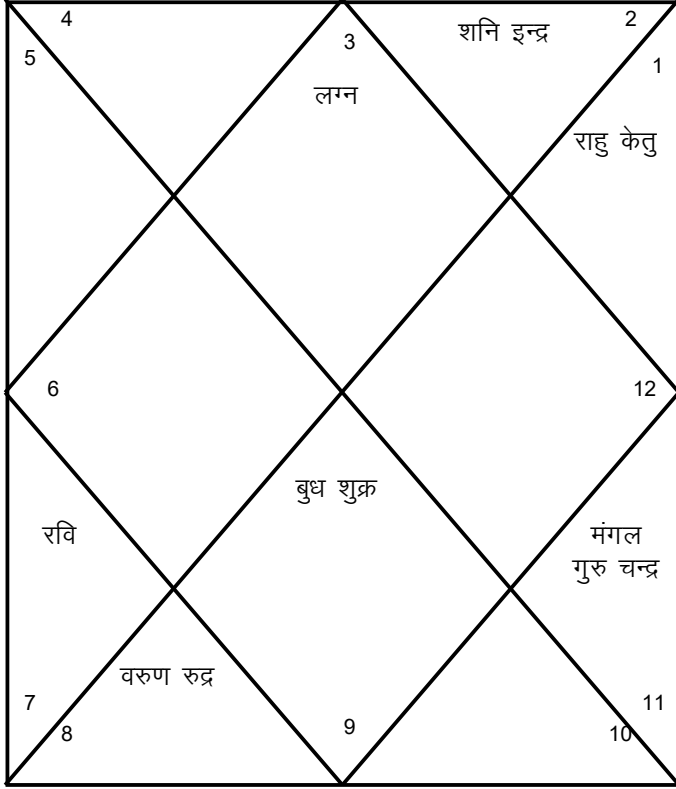 4
3
शनि इन्द्र
2
5
1
लग्न
राहु केतु
6
12
बुध शुक्र
रवि
मंगल
गुरु चन्द्र
वरुण रुद्र
7
11
8
9
10